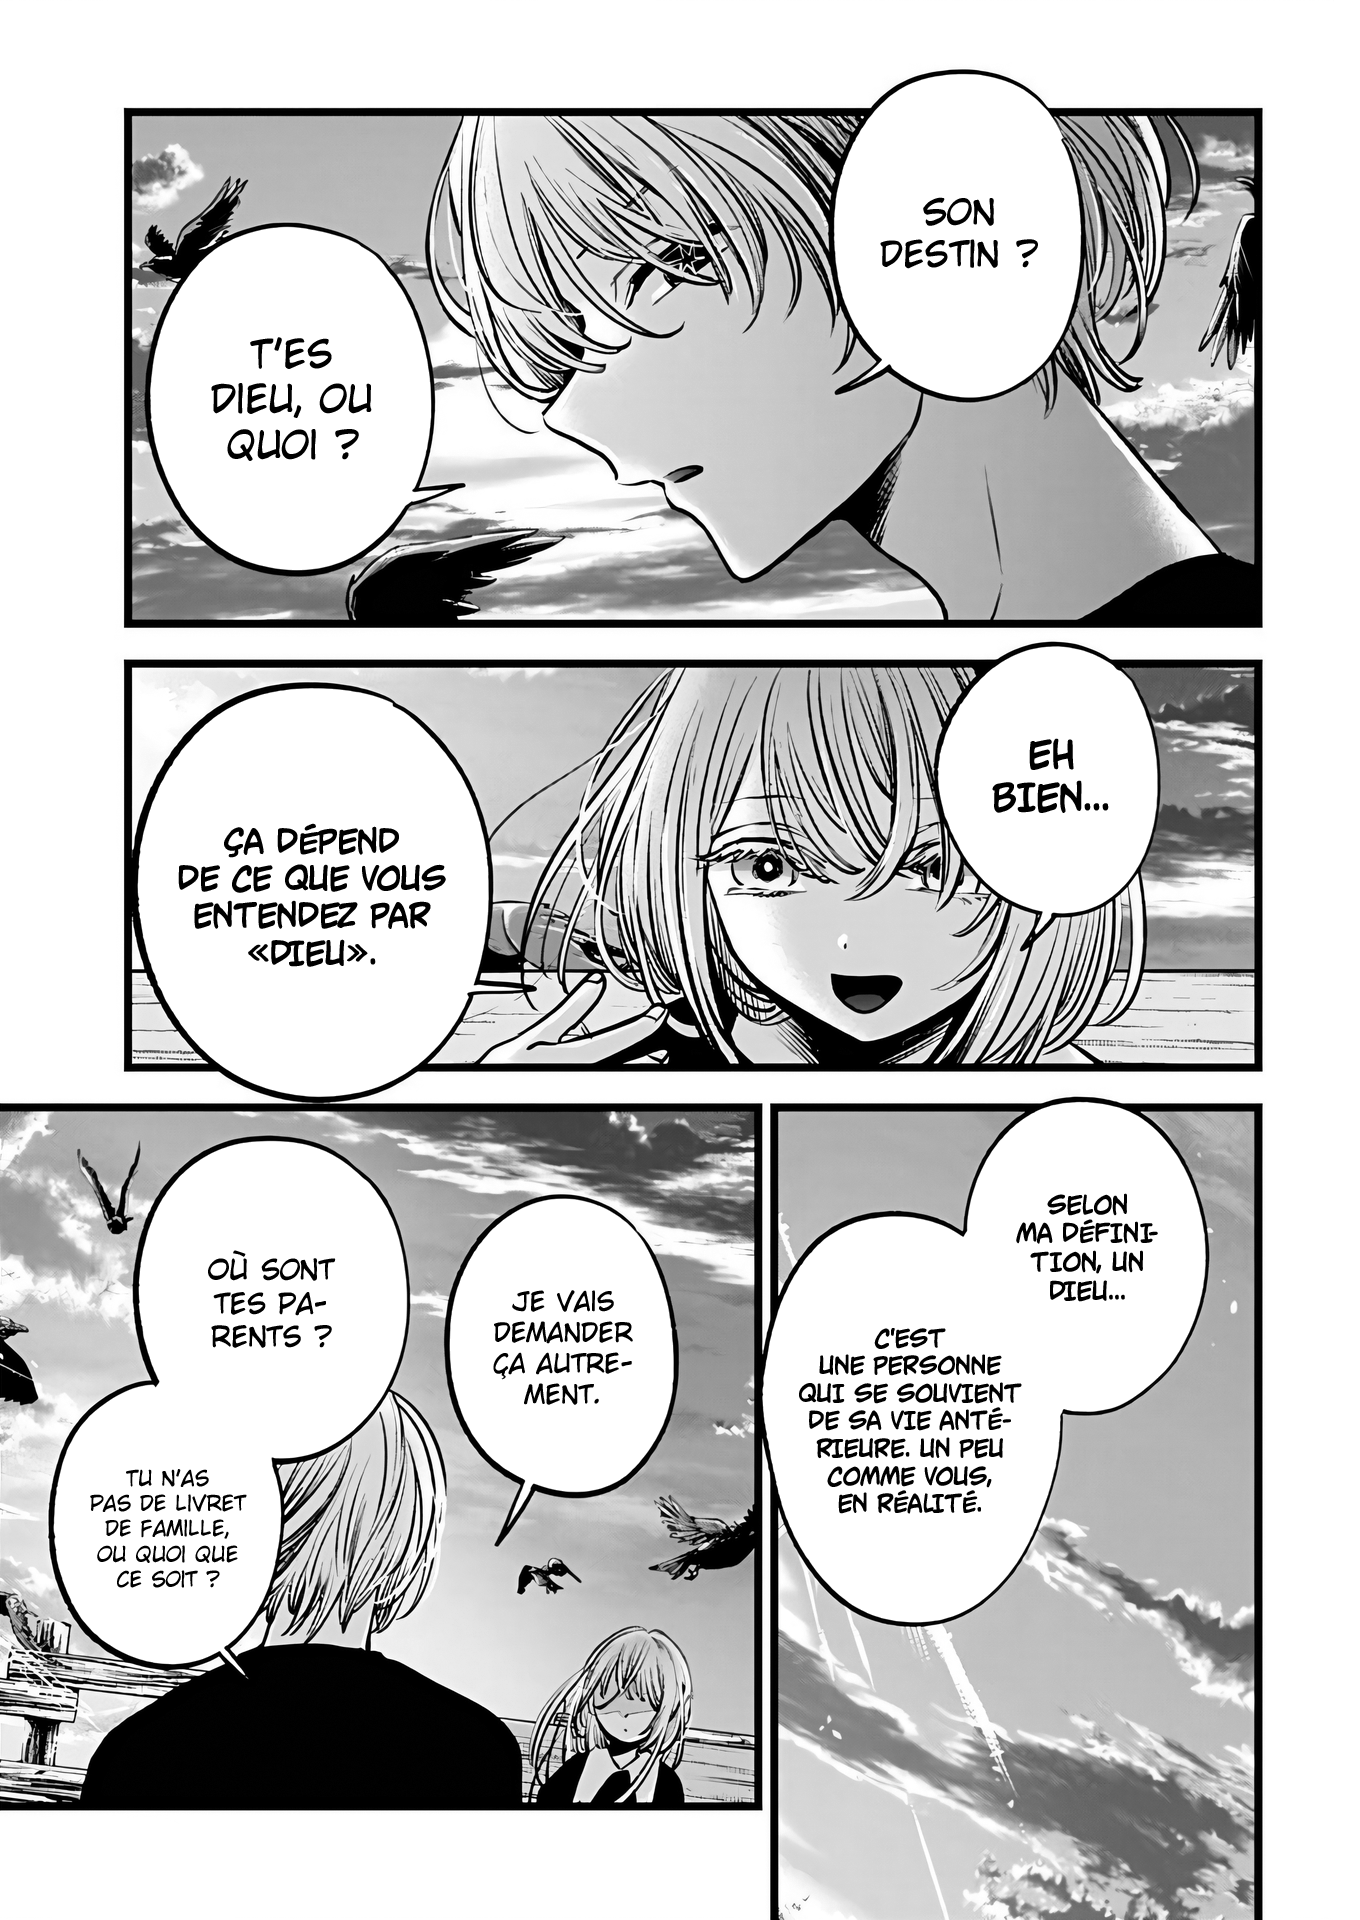 SON
DESTIN ?
T'ES
DIEU, OU
QUOI ?
EH
BIEN...
ÇA DÉPEND
DE CE QUE VOUS
ENTENDEZ PAR
«DIEU».
SELON
MA DÉFINI-
TION, UN
DIEU...
C'EST
UNE PERSONNE
QUI SE SOUVIENT
DE SA VIE ANTÉ-
RIEURE. UN PEU
COMME VOUS,
EN RÉALITÉ.
JE VAIS
DEMANDER
ÇA AUTRE-
MENT.
OÙ SONT
TES PA-
RENTS ?
TU N'AS
PAS DE LIVRET
DE FAMILLE,
OU QUOI QUE
CE SOIT ?